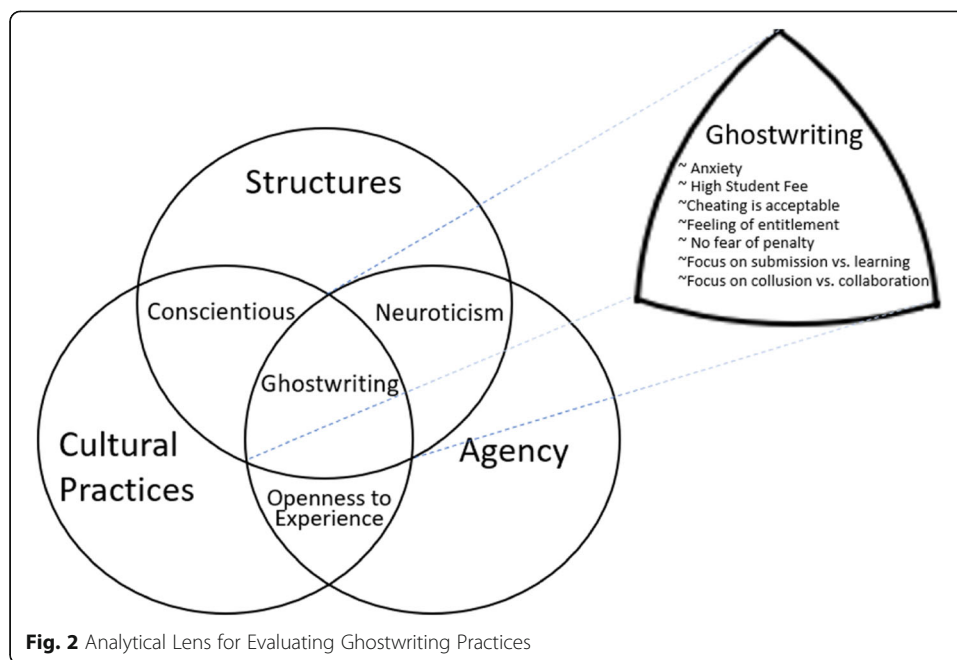 Structures
Conscientious
Neuroticism
Ghostwriting
Cultural
Practices
Agency
Openness to
Experience
Ghostwriting
~ Anxiety
~ High Student Fee
~Cheating is acceptable
~Feeling of entitlement
~ No fear of penalty
~Focus on submission vs. learning
~Focus on collusion vs. collaboration
Fig. 2 Analytical Lens for Evaluating Ghostwriting Practices